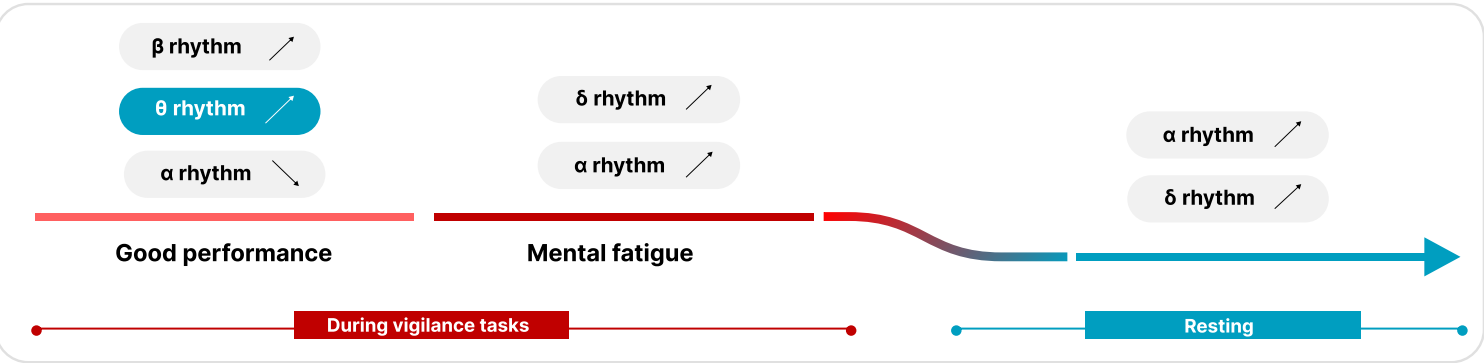 β rhythm
θ rhythm
α rhythm
Good performance
δ rhythm
α rhythm
Mental fatigue
α rhythm
δ rhythm
During vigilance tasks
Resting